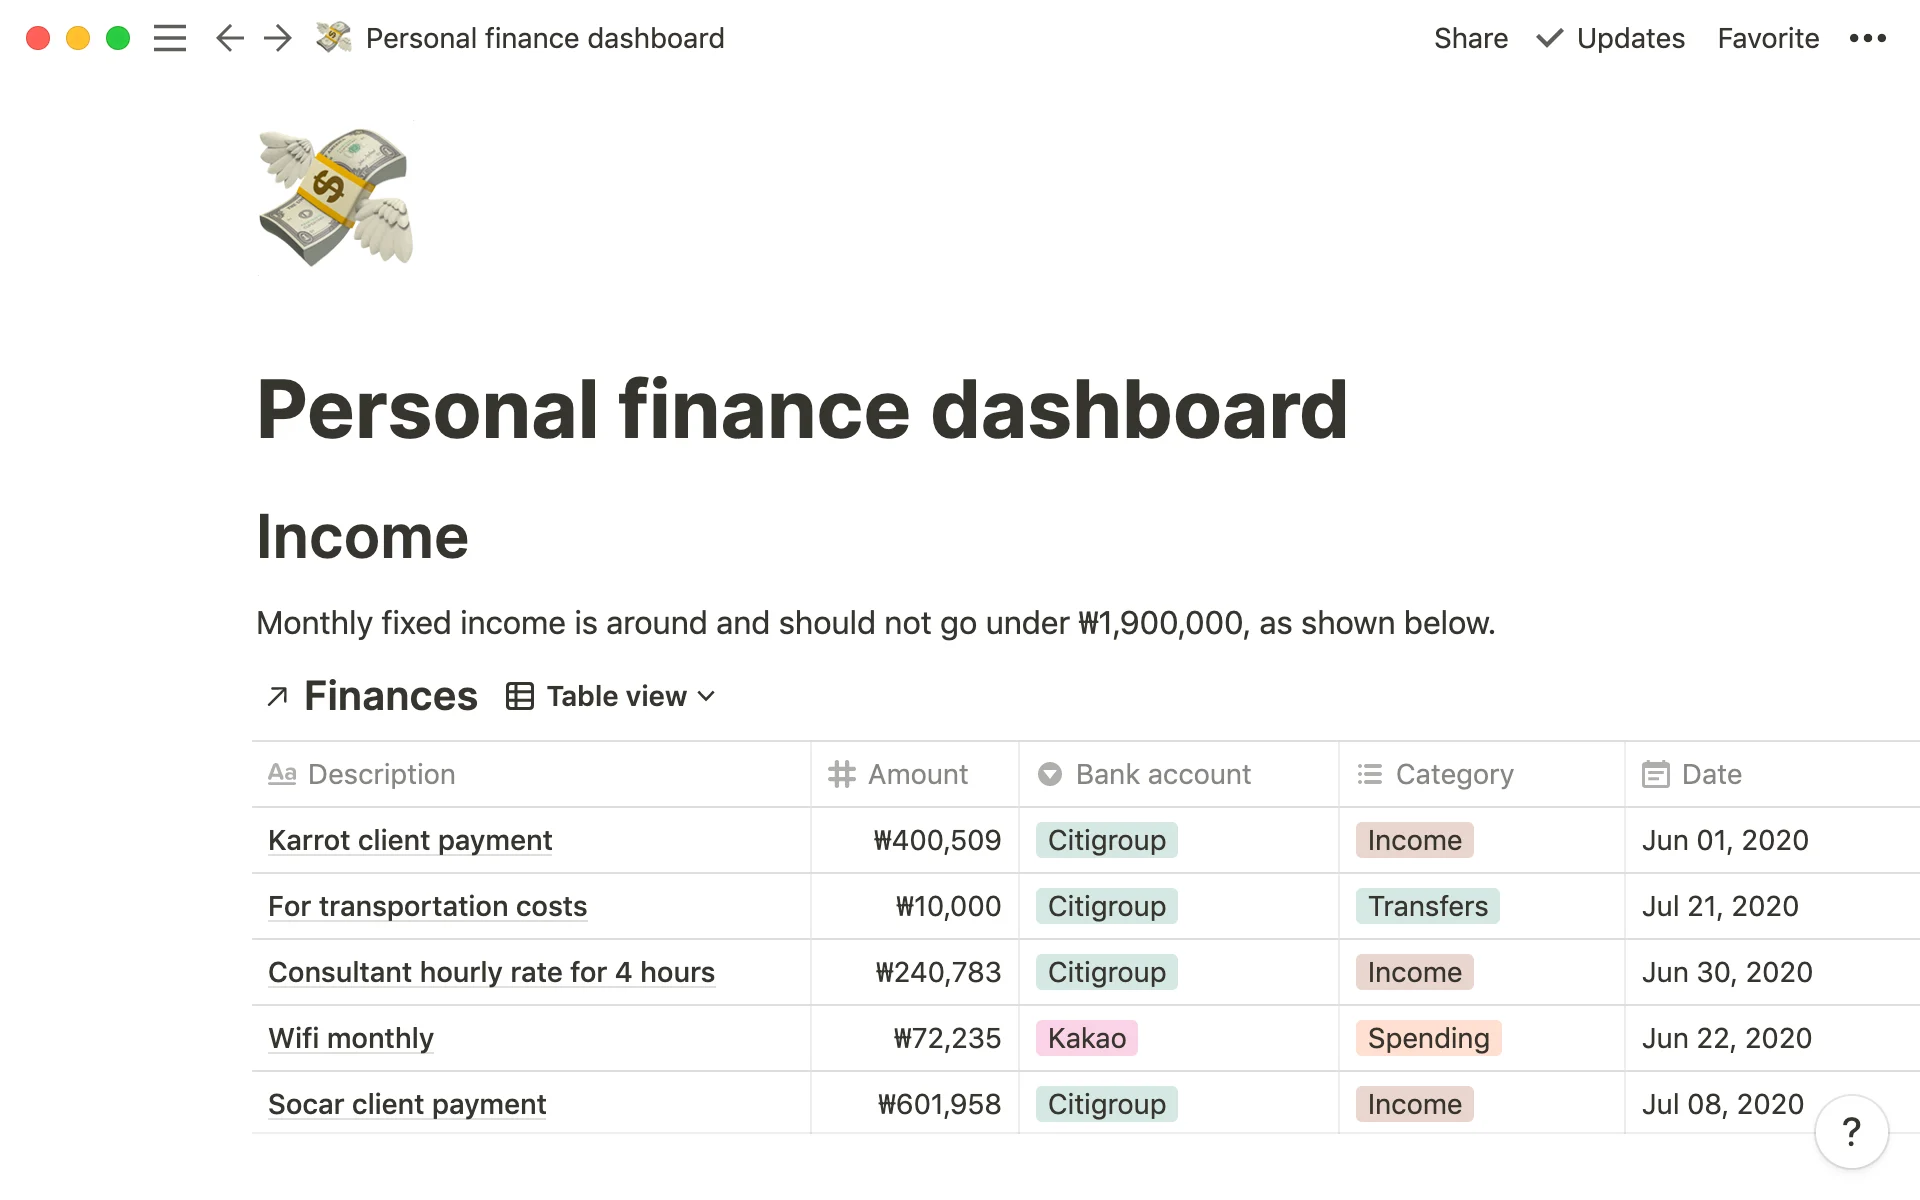 Personal finance dashboard
Share Updates Favorite
Personal finance dashboard
Income
Monthly fixed income is around and should not go under ₩1,900,000, as shown below.
Finances Table view
Aa Description Amount Bank account Category Date
Karrot client payment ₩400,509 Citigroup Income Jun 01, 2020
For transportation costs ₩10,000 Citigroup Transfers Jul 21, 2020
Consultant hourly rate for 4 hours ₩240,783 Citigroup Income Jun 30, 2020
Wifi monthly ₩72,235 Kakao Spending Jun 22, 2020
Socar client payment ₩601,958 Citigroup Income Jul 08, 2020
?